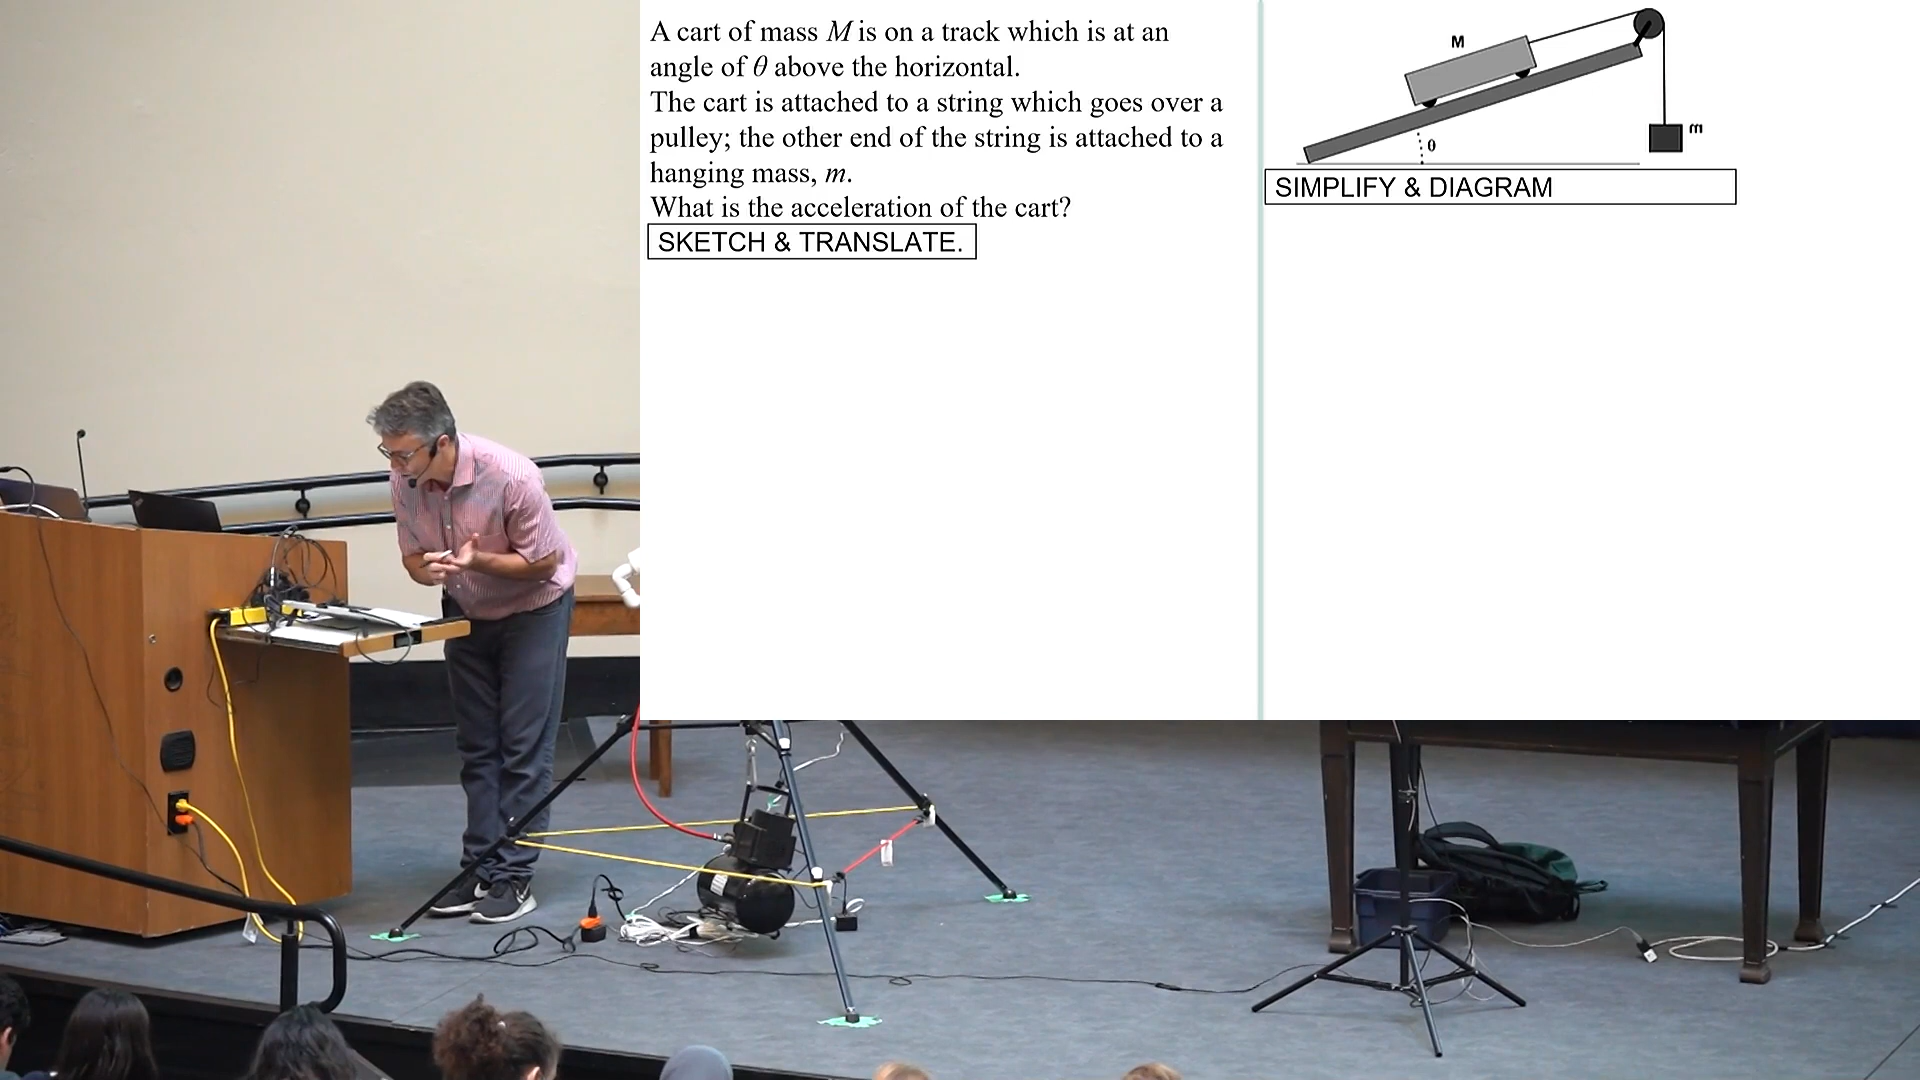 A cart of mass M is on a track which is at an
angle of θ above the horizontal.
The cart is attached to a string which goes over a
pulley; the other end of the string is attached to a
hanging mass, m.
What is the acceleration of the cart?
SKETCH & TRANSLATE.
M
m
θ
SIMPLIFY & DIAGRAM